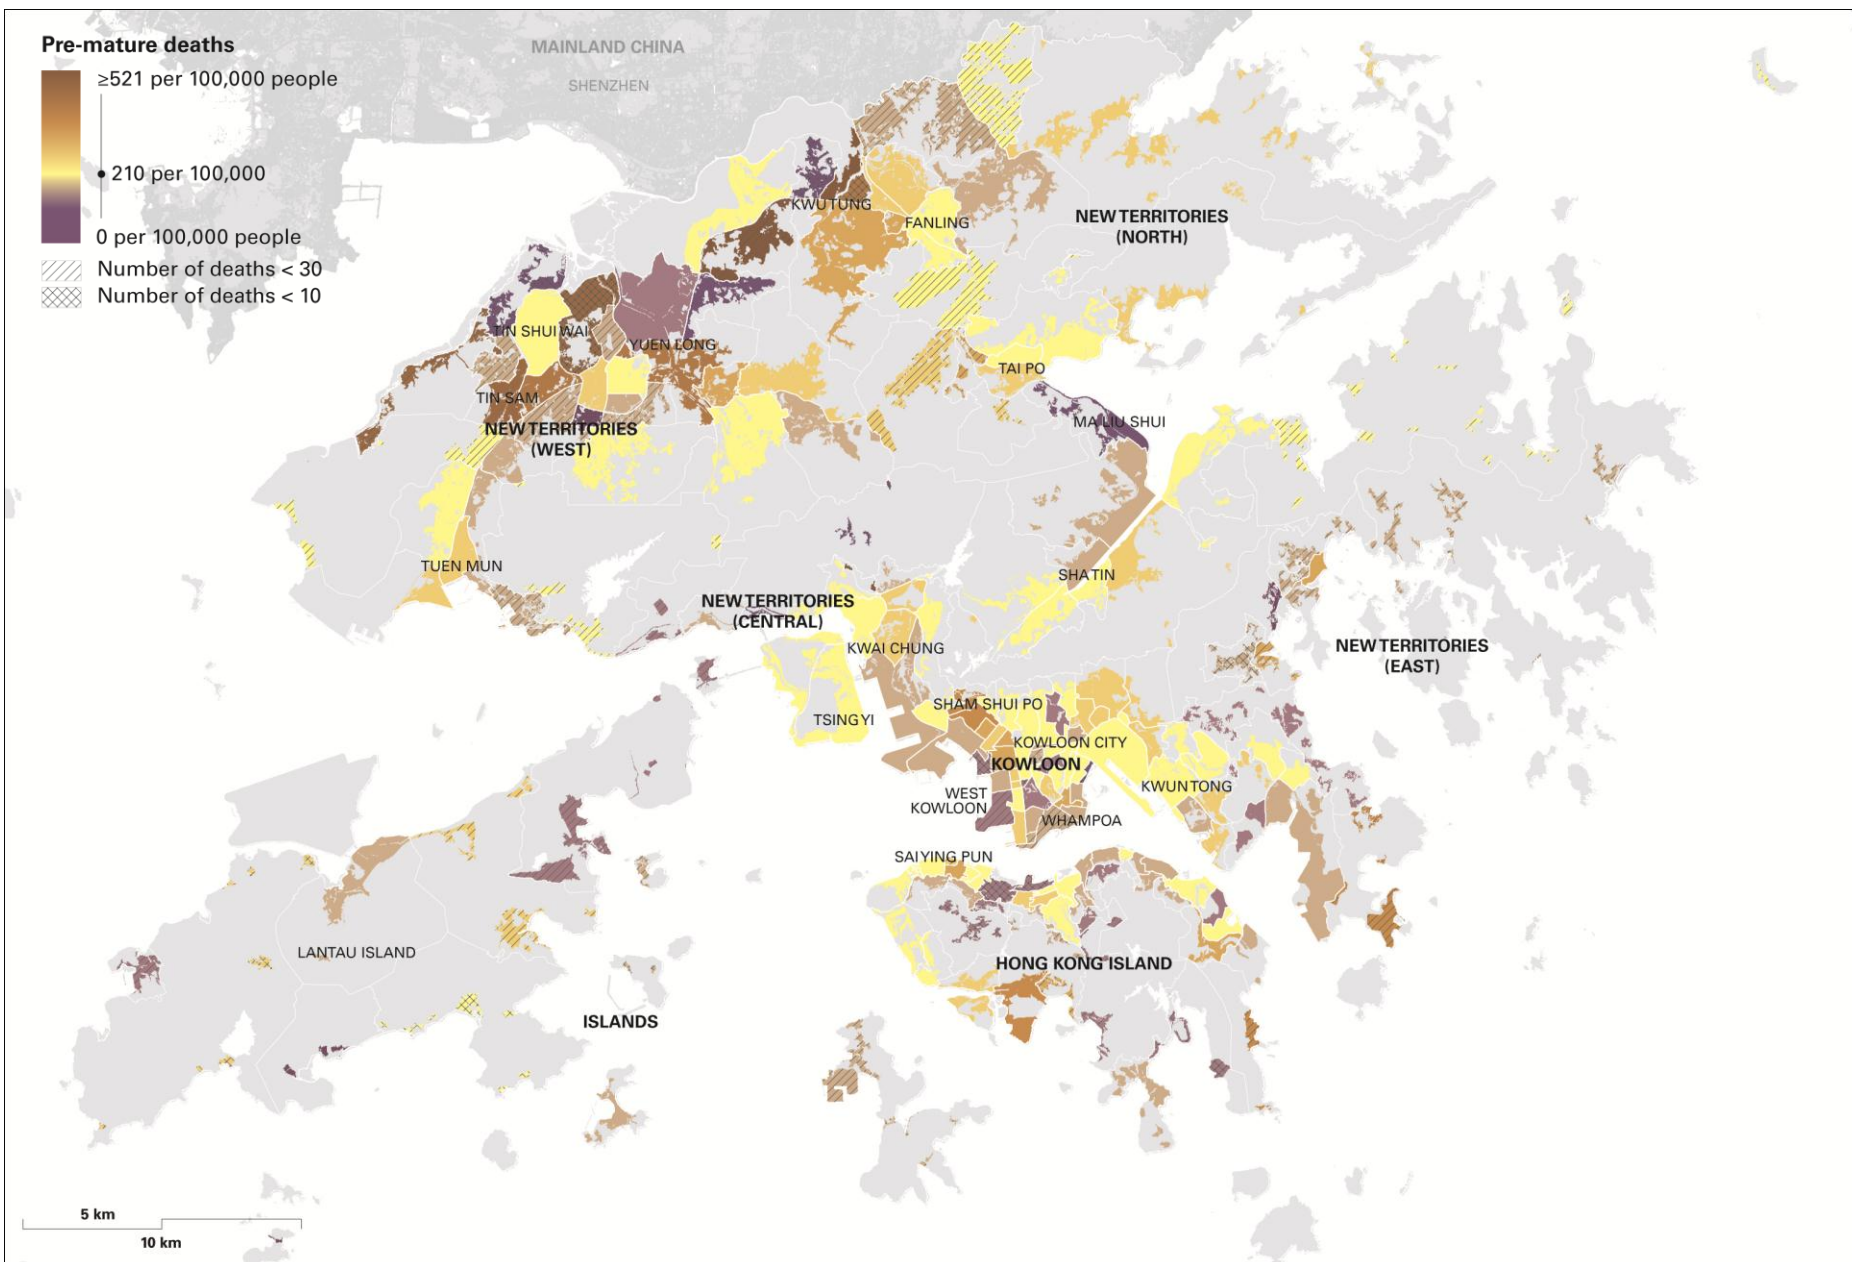 Pre-mature deaths
≥521 per 100,000 people
210 per 100,000
0 per 100,000 people
Number of deaths < 30
Number of deaths < 10
MAINLAND CHINA
SHENZHEN
KWU TUNG
FANLING
NEW TERRITORIES
(NORTH)
TIN SHUI WAI
YUEN LONG
TAI PO
TIN SAM
NEW TERRITORIES
(WEST)
MA LIU SHUI
TUEN MUN
SHA TIN
NEW TERRITORIES
(CENTRAL)
KWAI CHUNG
NEW TERRITORIES
(EAST)
SHAM SHUI PO
TSING YI
KOWLOON CITY
KOWLOON
KWUN TONG
WEST
KOWLOON
WHAMPOA
SAI YING PUN
LANTAU ISLAND
HONG KONG ISLAND
ISLANDS
5 km
10 km